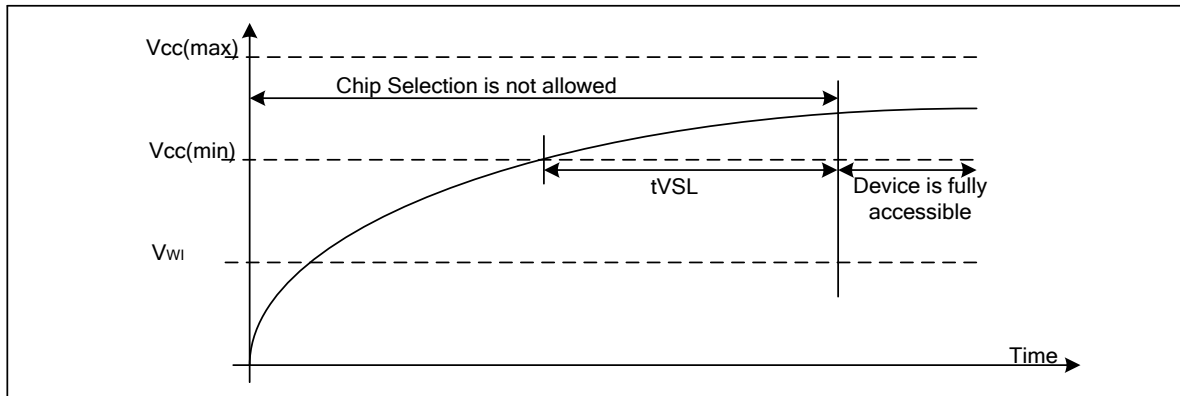 Vcc(max)
Chip Selection is not allowed
Vcc(min)
tVSL
Device is fully
accessible
VWI
Time